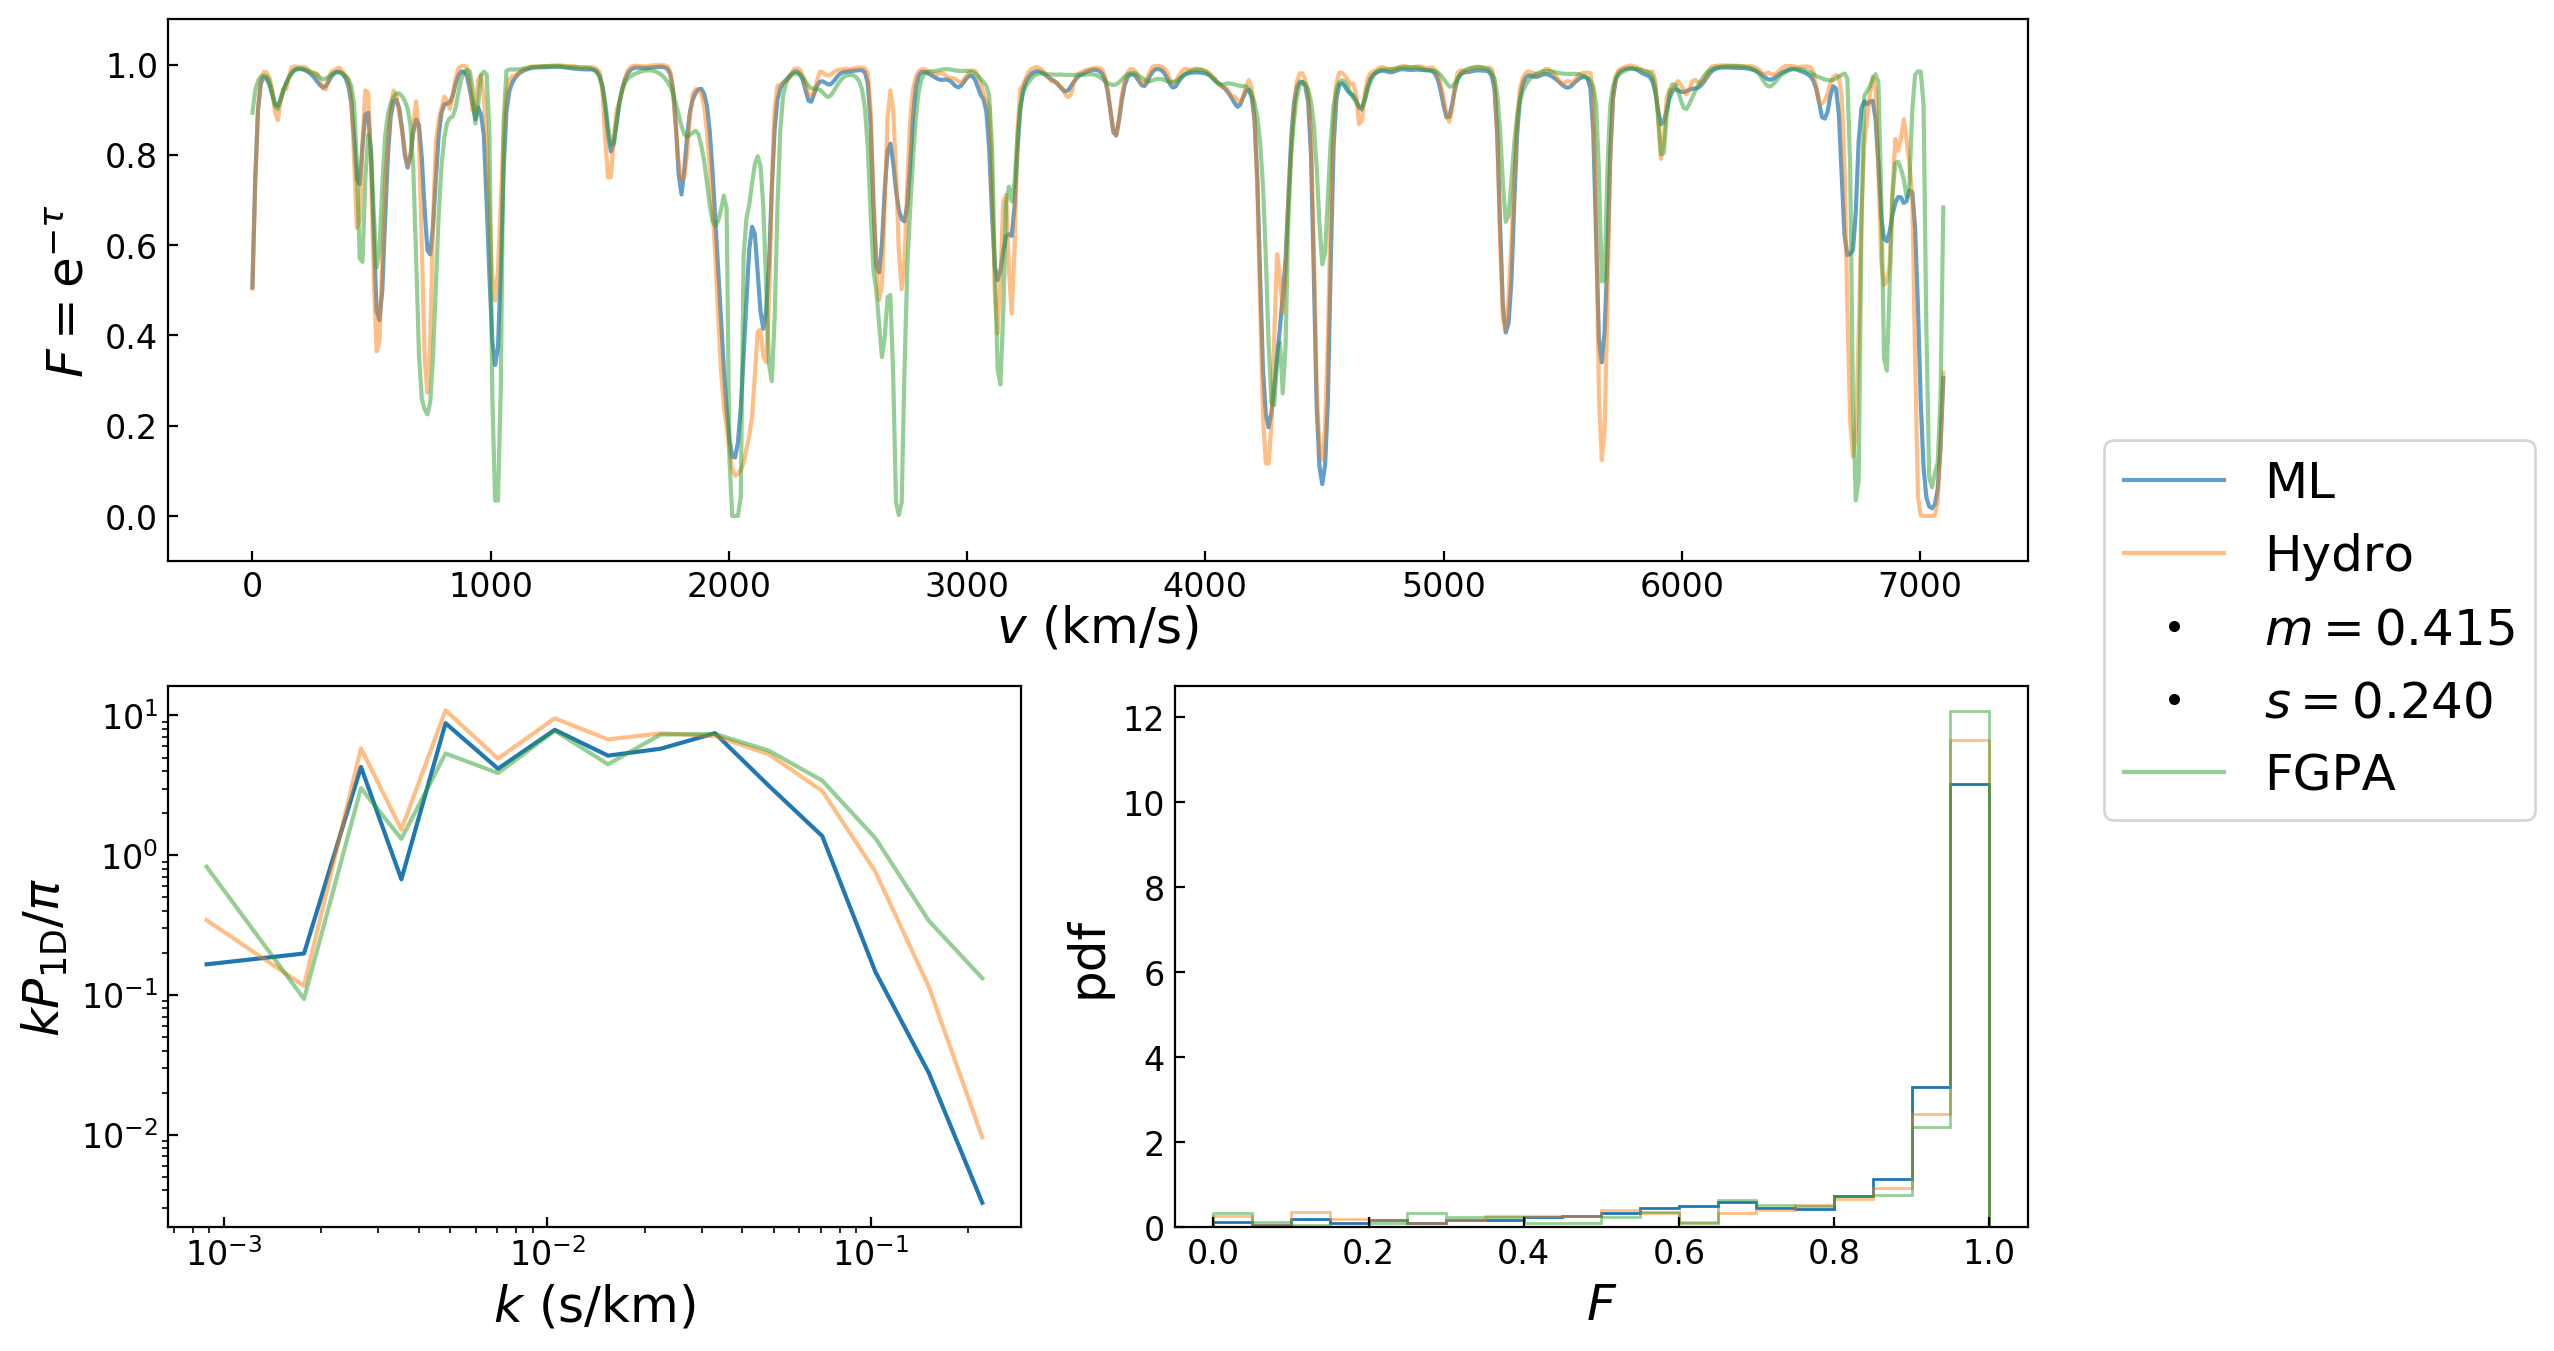 1.0
0.8
0.6
0.4
0.2
0.0
F = e^{−τ}
0 1000 2000 3000 4000 5000 6000 7000
v (km/s)
ML
Hydro
m = 0.415
s = 0.240
FGPA
10^1
10^0
10^{−1}
10^{−2}
kP_{1D}/π
10^{−3} 10^{−2} 10^{−1}
k (s/km)
12
10
8
6
4
2
0
pdf
0.0 0.2 0.4 0.6 0.8 1.0
F